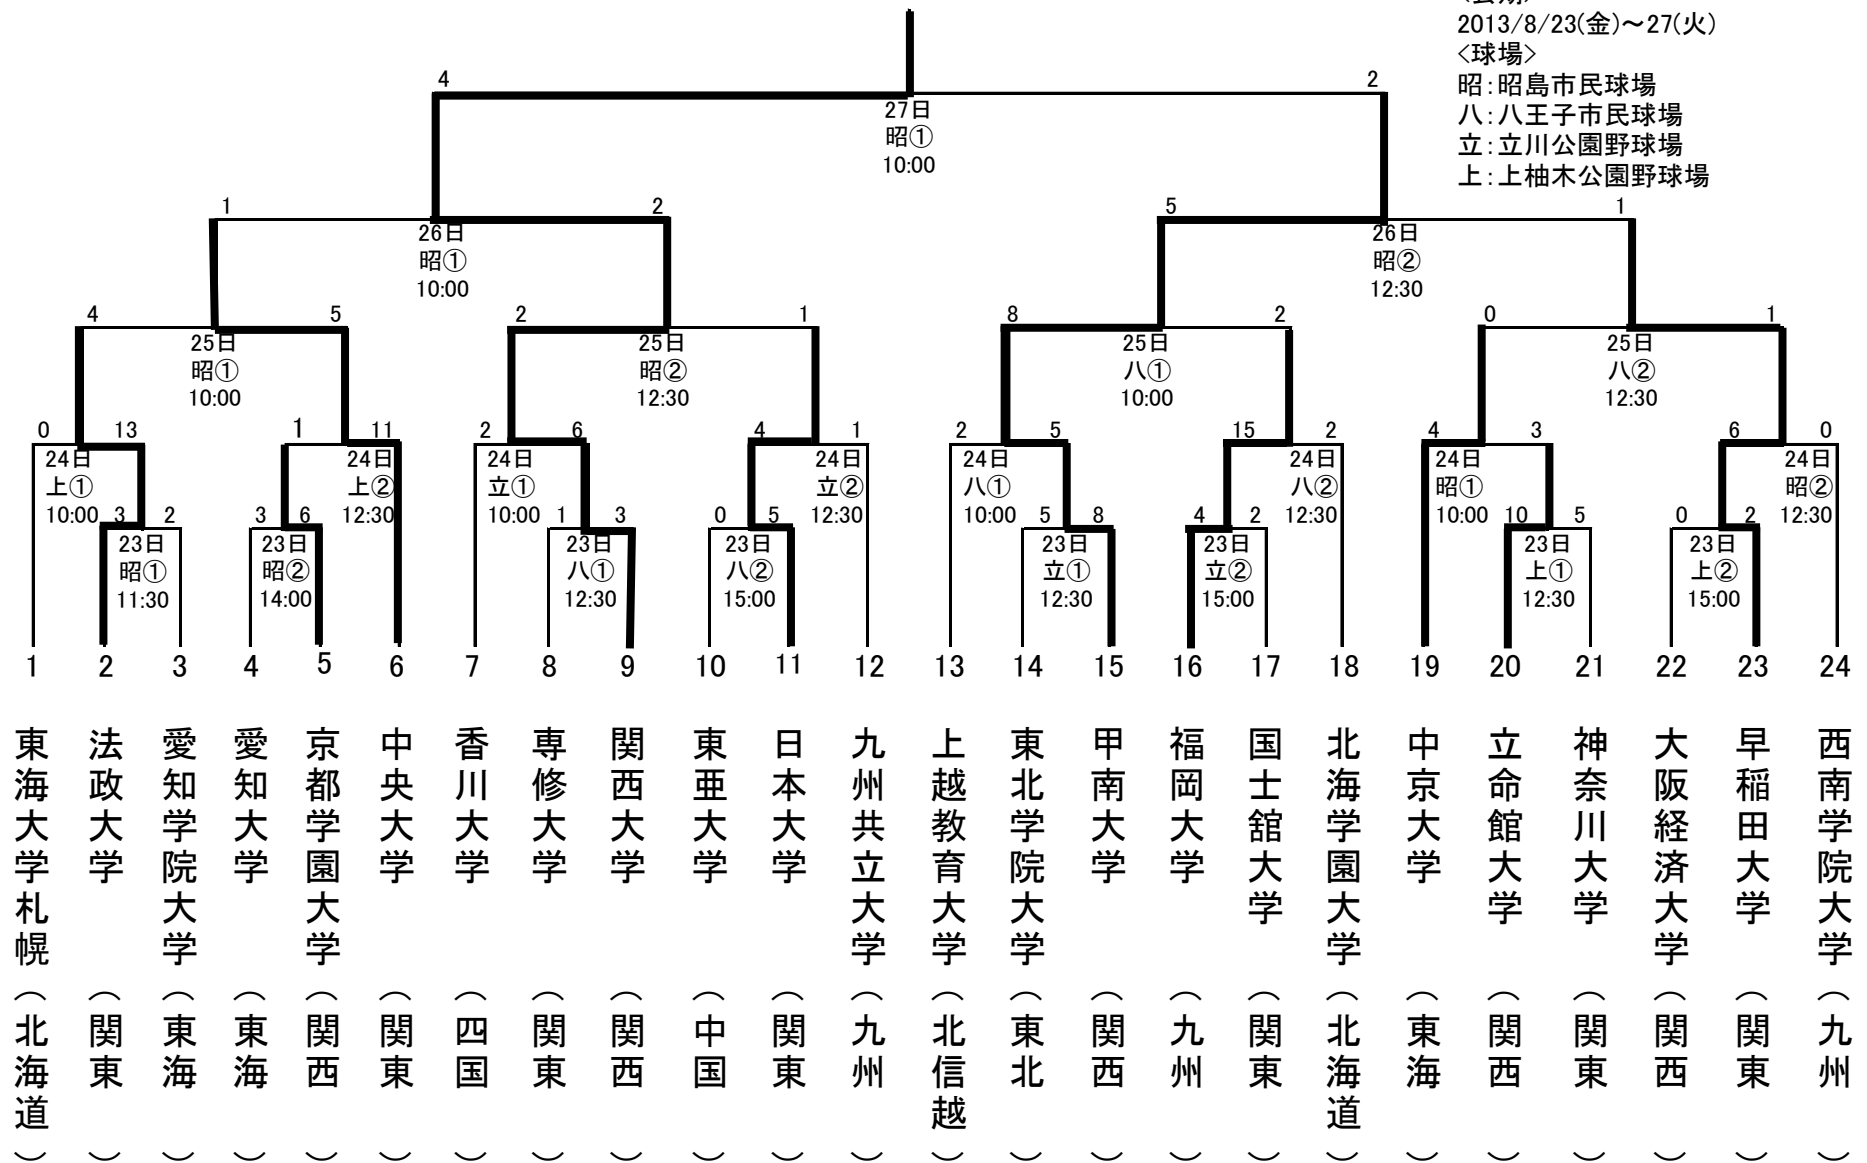 2013/8/23(金)～27(火)
<球場>
昭：昭島市民球場
八：八王子市民球場
立：立川公園野球場
上：上柚木公園野球場
4 2
27日
昭①
10:00
1 2 5 1
26日 26日
昭① 昭②
10:00 12:30
4 5 2 1 8 2 0 1
25日 25日 25日 25日
昭① 昭② 八① 八②
10:00 12:30 10:00 12:30
0 13 1 11 2 6 4 1 2 5 15 2 4 3 6 0
24日 24日 24日 24日 24日 24日 24日 24日
上① 上② 立① 立② 八① 八② 昭① 昭②
10:00 12:30 10:00 12:30 10:00 12:30 10:00 12:30
3 2 3 6 1 3 0 5 5 8 4 2 10 5 0 2
23日 23日 23日 23日 23日 23日 23日 23日
昭① 昭② 八① 八② 立① 立② 上① 上②
11:30 14:00 12:30 15:00 12:30 15:00 12:30 15:00
1 2 3 4 5 6 7 8 9 10 11 12 13 14 15 16 17 18 19 20 21 22 23 24
東海大学札幌（北海道）
法政大学（関東）
愛知学院大学（東海）
愛知大学（東海）
京都学園大学（関西）
中央大学（関東）
香川大学（四国）
専修大学（関東）
関西大学（関西）
東亜大学（中国）
日本大学（関東）
九州共立大学（九州）
上越教育大学（北信越）
東北学院大学（東北）
甲南大学（関西）
福岡大学（九州）
国士舘大学（関東）
北海学園大学（北海道）
中京大学（東海）
立命館大学（関西）
神奈川大学（関東）
大阪経済大学（関西）
早稲田大学（関東）
西南学院大学（九州）